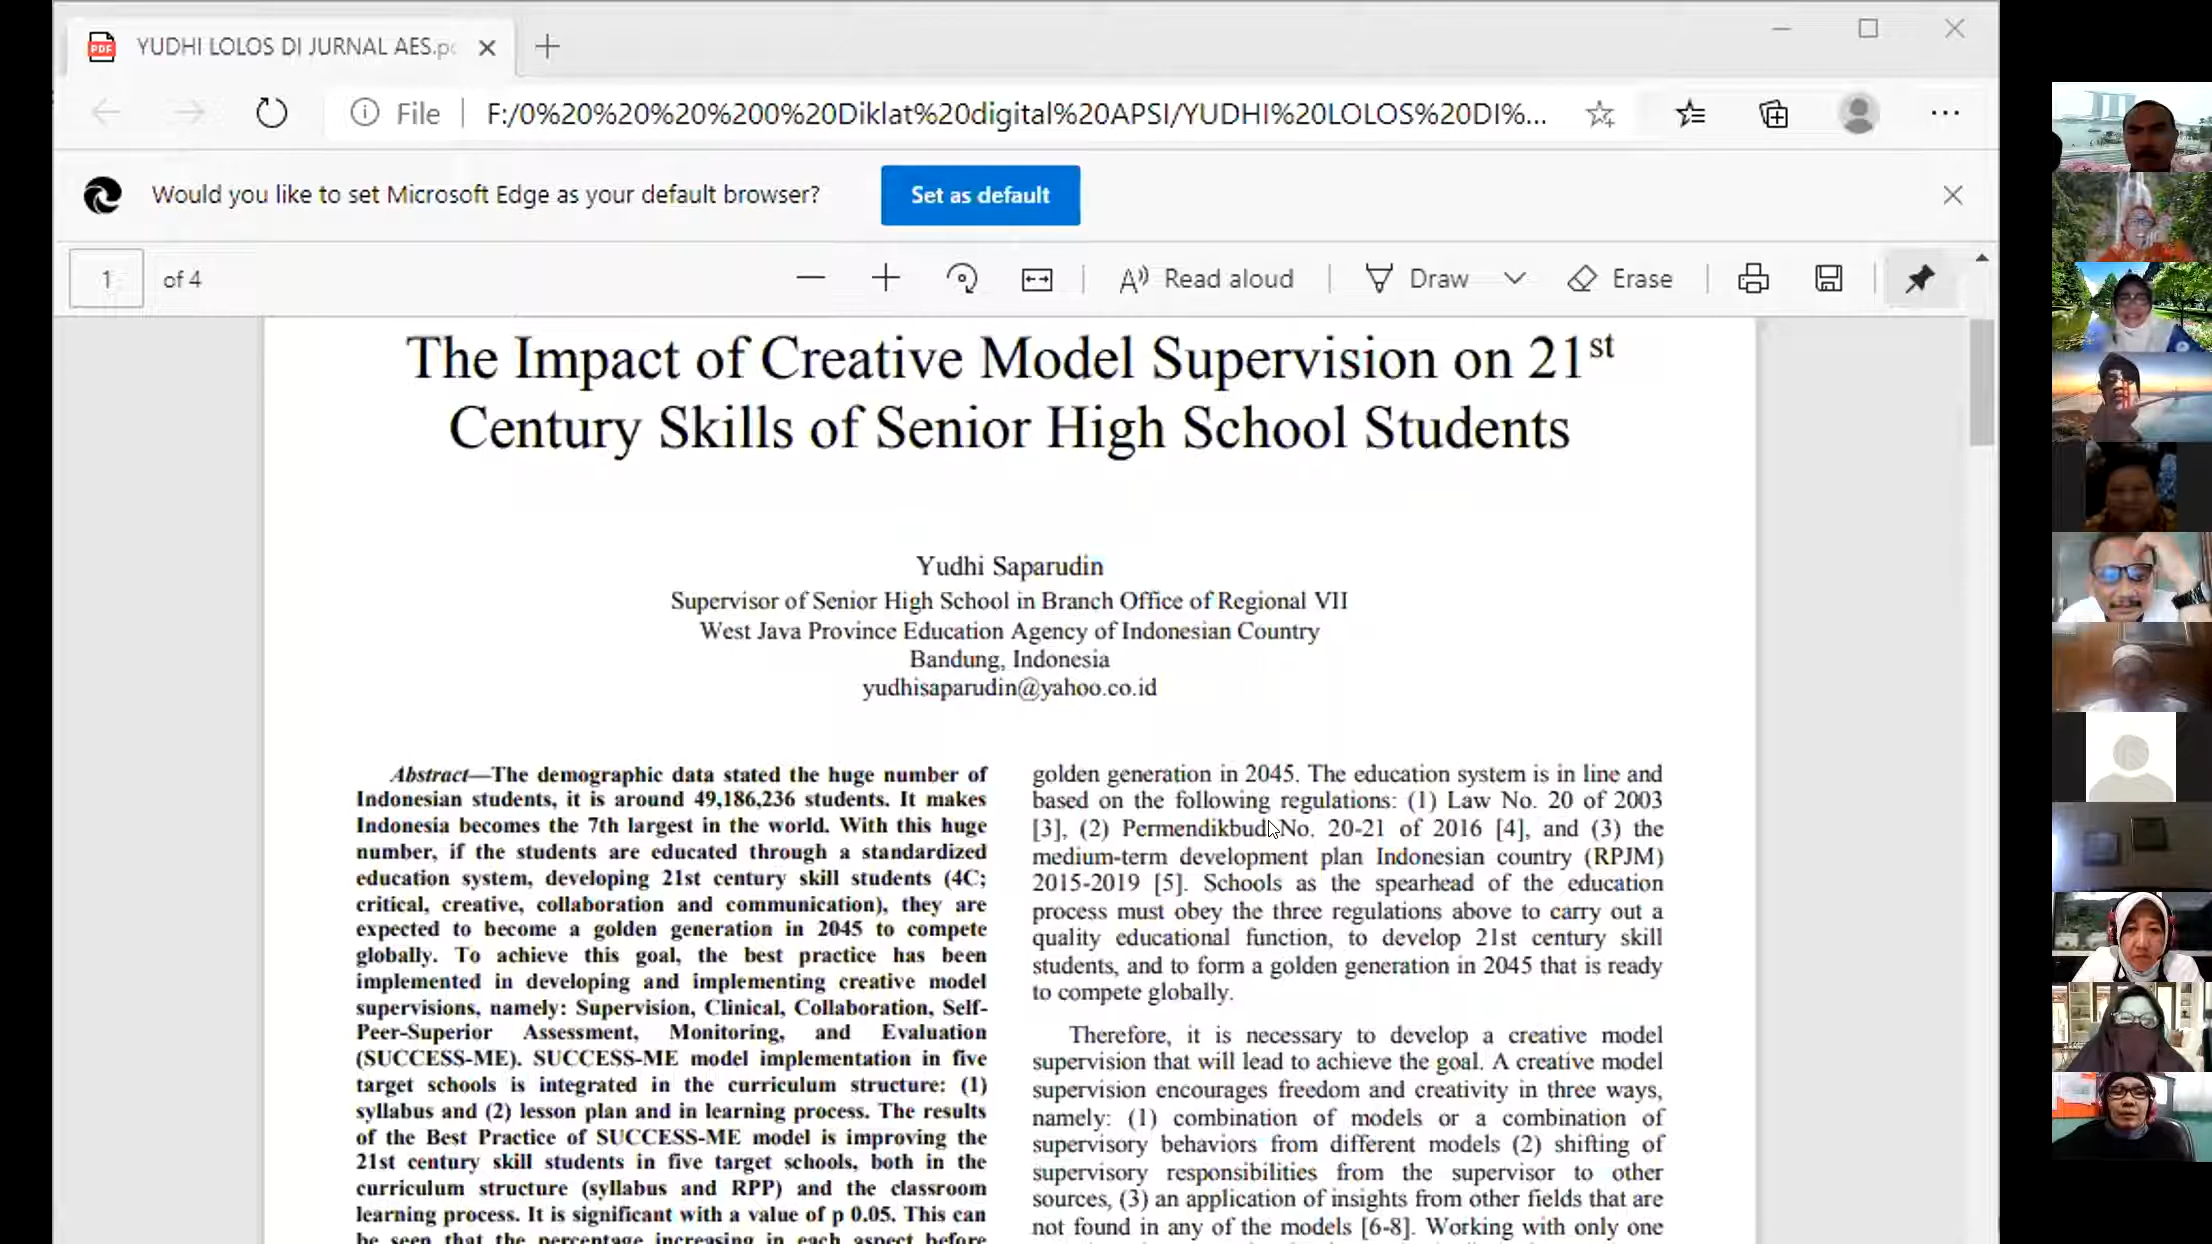 YUDHI LOLOS DI JURNAL AES.pc
File
F:/0%20%20%20%200%20Diklat%20digital%20APSI/YUDHI%20LOLOS%20DI%...
Would you like to set Microsoft Edge as your default browser?
Set as default
1 of 4
Read aloud
Draw
Erase
The Impact of Creative Model Supervision on 21st
Century Skills of Senior High School Students
Yudhi Saparudin
Supervisor of Senior High School in Branch Office of Regional VII
West Java Province Education Agency of Indonesian Country
Bandung, Indonesia
yudhisaparudin@yahoo.co.id
Abstract—The demographic data stated the huge number of
Indonesian students, it is around 49,186,236 students. It makes
Indonesia becomes the 7th largest in the world. With this huge
number, if the students are educated through a standardized
education system, developing 21st century skill students (4C;
critical, creative, collaboration and communication), they are
expected to become a golden generation in 2045 to compete
globally. To achieve this goal, the best practice has been
implemented in developing and implementing creative model
supervisions, namely: Supervision, Clinical, Collaboration, Self-
Peer-Superior Assessment, Monitoring, and Evaluation
(SUCCESS-ME). SUCCESS-ME model implementation in five
target schools is integrated in the curriculum structure: (1)
syllabus and (2) lesson plan and in learning process. The results
of the Best Practice of SUCCESS-ME model is improving the
21st century skill students in five target schools, both in the
curriculum structure (syllabus and RPP) and the classroom
learning process. It is significant with a value of p 0.05. This can
be seen that the percentage increasing in each aspect before
golden generation in 2045. The education system is in line and
based on the following regulations: (1) Law No. 20 of 2003
[3], (2) Permendikbud No. 20-21 of 2016 [4], and (3) the
medium-term development plan Indonesian country (RPJM)
2015-2019 [5]. Schools as the spearhead of the education
process must obey the three regulations above to carry out a
quality educational function, to develop 21st century skill
students, and to form a golden generation in 2045 that is ready
to compete globally.
Therefore, it is necessary to develop a creative model
supervision that will lead to achieve the goal. A creative model
supervision encourages freedom and creativity in three ways,
namely: (1) combination of models or a combination of
supervisory behaviors from different models (2) shifting of
supervisory responsibilities from the supervisor to other
sources, (3) an application of insights from other fields that are
not found in any of the models [6-8]. Working with only one